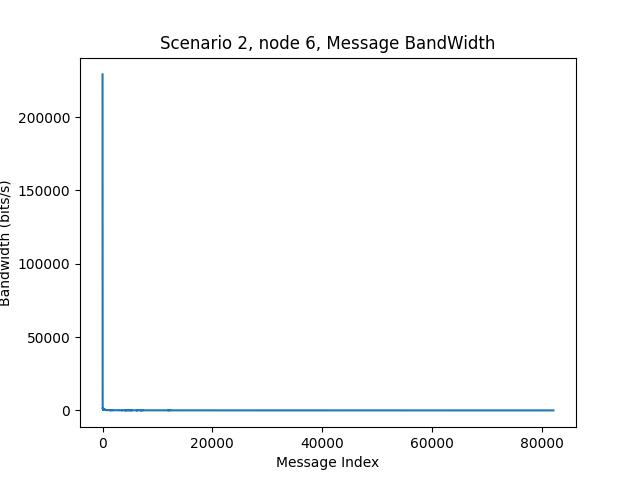 Scenario 2, node 6, Message BandWidth
Bandwidth (bits/s)
200000
150000
100000
50000
0
0 20000 40000 60000 80000
Message Index